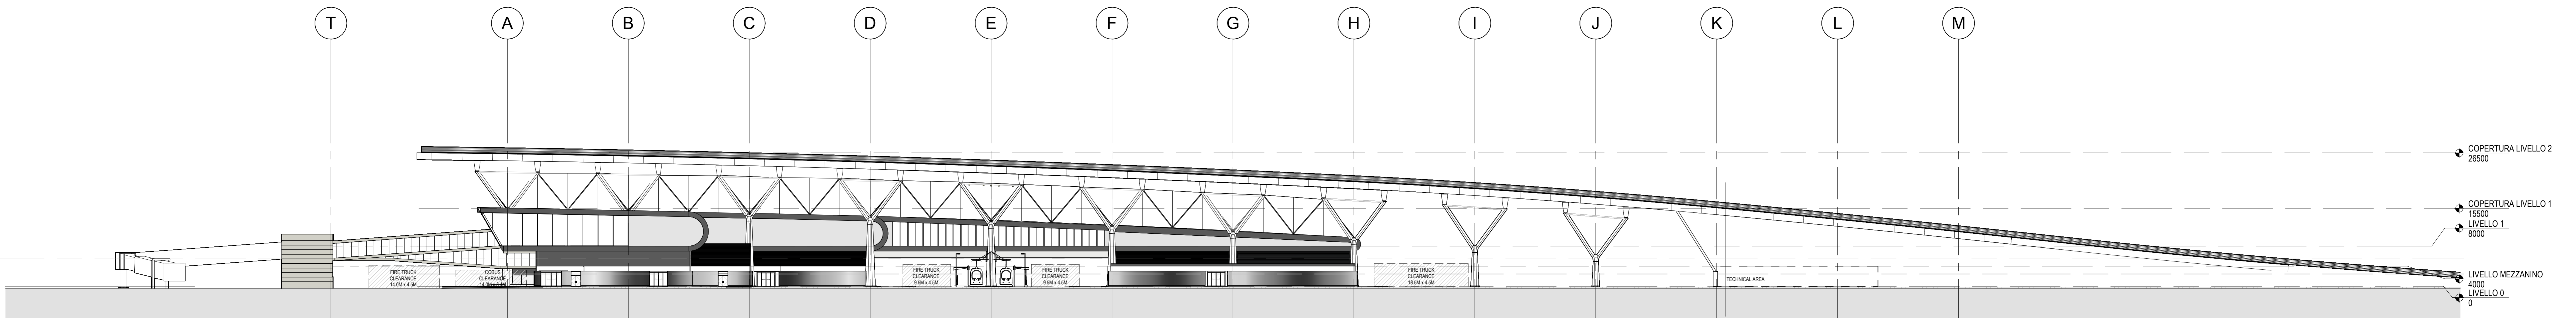 T
A
B
C
D
E
F
G
H
I
J
K
L
M
COPERTURA LIVELLO 2
26500
COPERTURA LIVELLO 1
15500
LIVELLO 1
8000
LIVELLO MEZZANINO
4000
LIVELLO 0
0
FIRE TRUCK
CLEARANCE
14.0M x 4.5M
COBUS
CLEARANCE
FIRE TRUCK
CLEARANCE
9.5M x 4.5M
FIRE TRUCK
CLEARANCE
9.5M x 4.5M
FIRE TRUCK
CLEARANCE
18.5M x 4.5M
TECHNICAL AREA